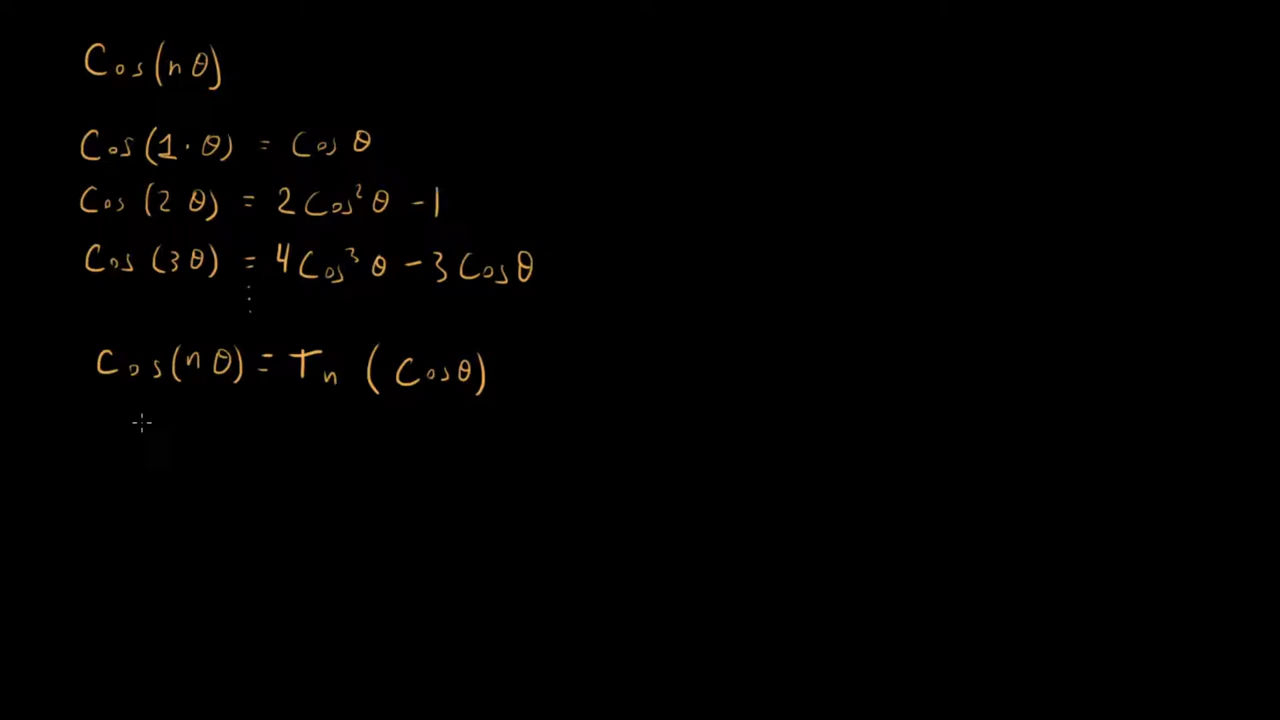 Cos(nθ)
Cos(1·θ) = Cos θ
Cos(2θ) = 2Cos²θ -1
Cos(3θ) = 4Cos³θ - 3Cosθ
⋮
Cos(nθ) = Tₙ (Cosθ)